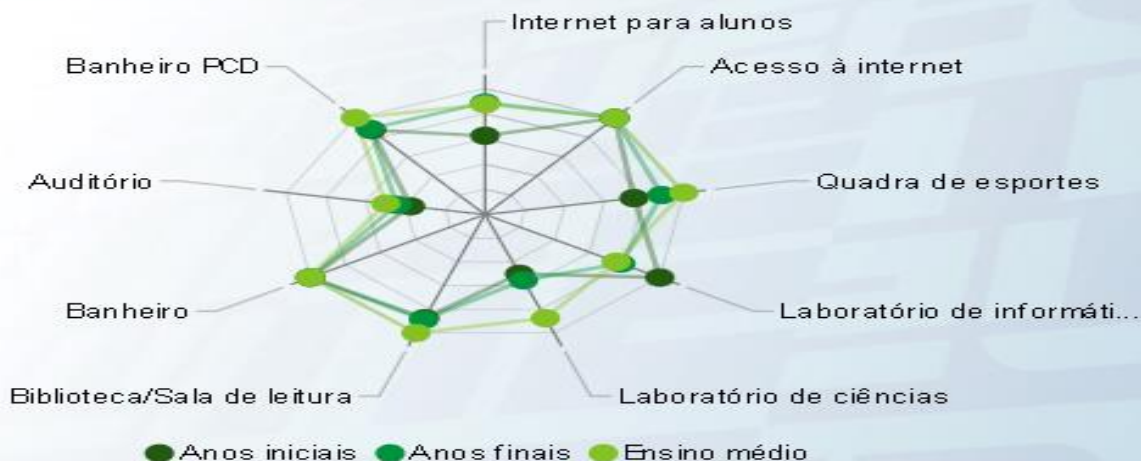 Internet para alunos
Banheiro PCD
Acesso à internet
Auditório
Quadra de esportes
Banheiro
Laboratório de informáti...
Biblioteca/Sala de leitura
Laboratório de ciências
Anos iniciais Anos finais Ensino médio